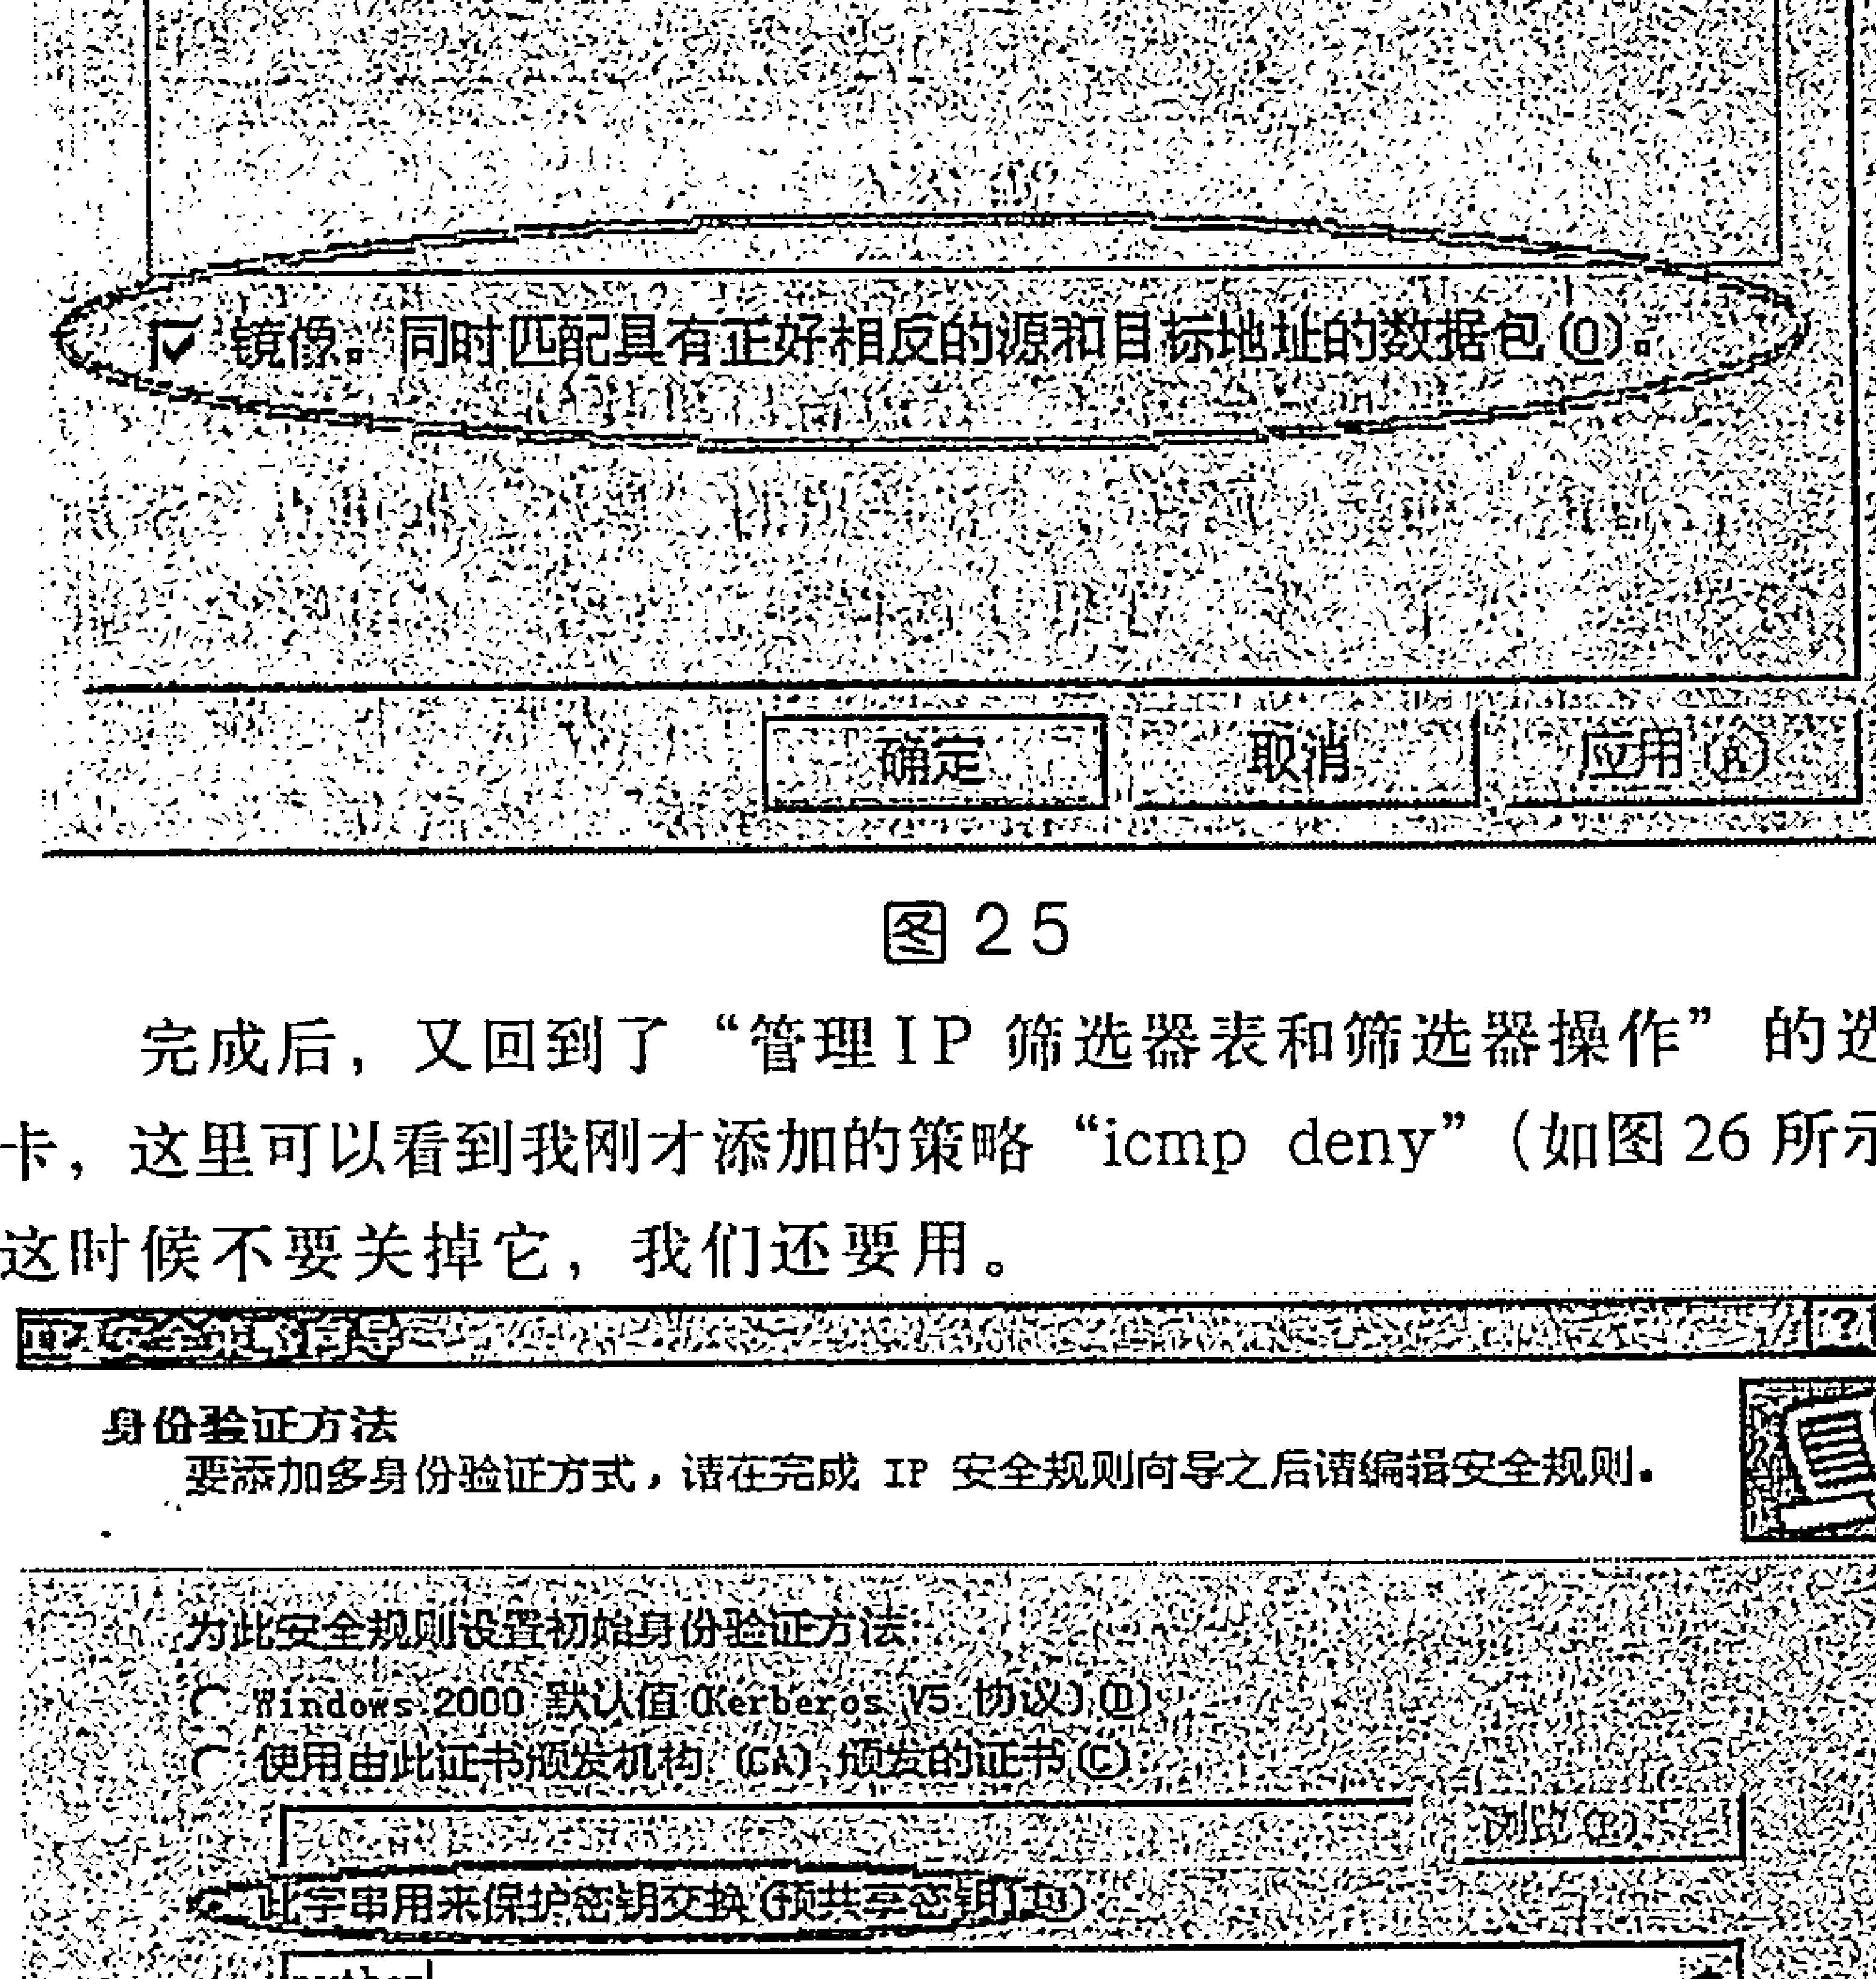 镜像。同时匹配具有正好相反的源和目标地址的数据包(O)。
确定 取消 应用(A)
图25
完成后，又回到了“管理IP 筛选器表和筛选器操作”的选
卡，这里可以看到我刚才添加的策略“icmp deny”（如图26所示
这时候不要关掉它，我们还要用。
IP 安全策略向导 ?
身份验证方法
要添加多身份验证方式，请在完成 IP 安全规则向导之后请编辑安全规则。
为此安全规则设置初始身份验证方法:
Windows 2000 默认值(Kerberos V5 协议)(D)
使用由此证书颁发机构 (CA) 颁发的证书(C)
浏览(R)
此字串用来保护密钥交换(预共享密钥)